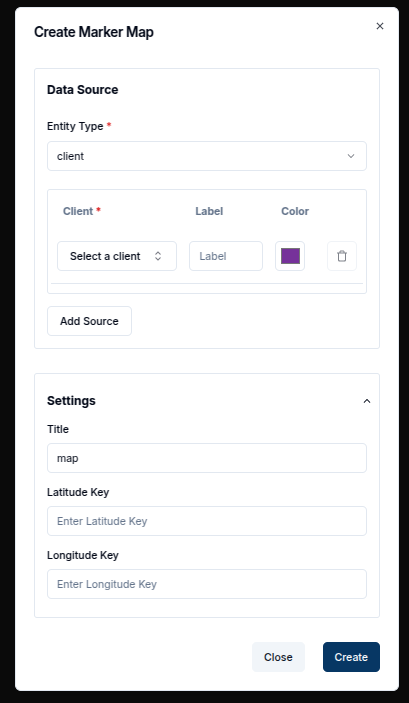 Create Marker Map
Data Source
Entity Type *
client
Client * Label Color
Select a client Label
Add Source
Settings
Title
map
Latitude Key
Enter Latitude Key
Longitude Key
Enter Longitude Key
Close Create